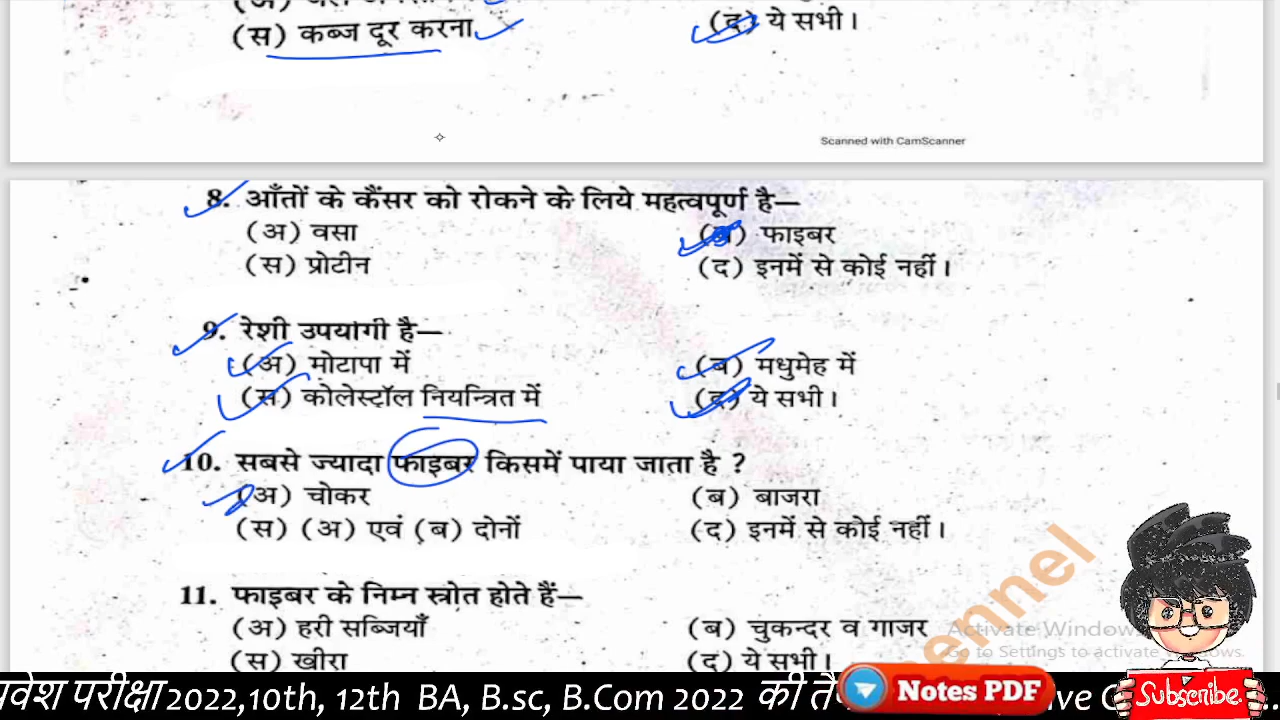 (स) कब्ज दूर करना
(द) ये सभी।
Scanned with CamScanner
8. आँतों के कैंसर को रोकने के लिये महत्वपूर्ण है—
(अ) वसा
(ब) फाइबर
(स) प्रोटीन
(द) इनमें से कोई नहीं।
9. रेशी उपयोगी है—
(अ) मोटापा में
(ब) मधुमेह में
(स) कोलेस्ट्रॉल नियन्त्रित में
(द) ये सभी।
10. सबसे ज्यादा फाइबर किसमें पाया जाता है ?
(अ) चोकर
(ब) बाजरा
(स) (अ) एवं (ब) दोनों
(द) इनमें से कोई नहीं।
11. फाइबर के निम्न स्त्रोत होते हैं—
(अ) हरी सब्जियाँ
(ब) चुकन्दर व गाजर
(स) खीरा
(द) ये सभी।
Activate Windows
Go to Settings to activate Windows.
परीक्षा 2022,10th, 12th BA, B.sc, B.Com 2022 की
Notes PDF
Subscribe